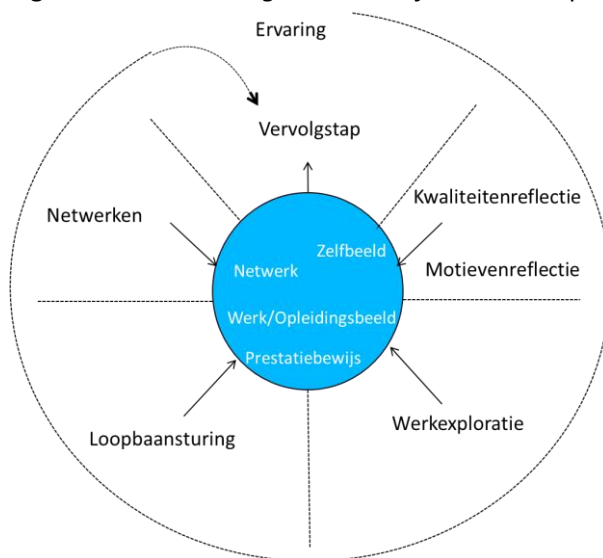 Ervaring
Vervolgstap
Netwerken
Kwaliteitenreflectie
Zelfbeeld
Netwerk
Motievenreflectie
Werk/Opleidingsbeeld
Prestatiebewijs
Loopbaansturing
Werkexploratie